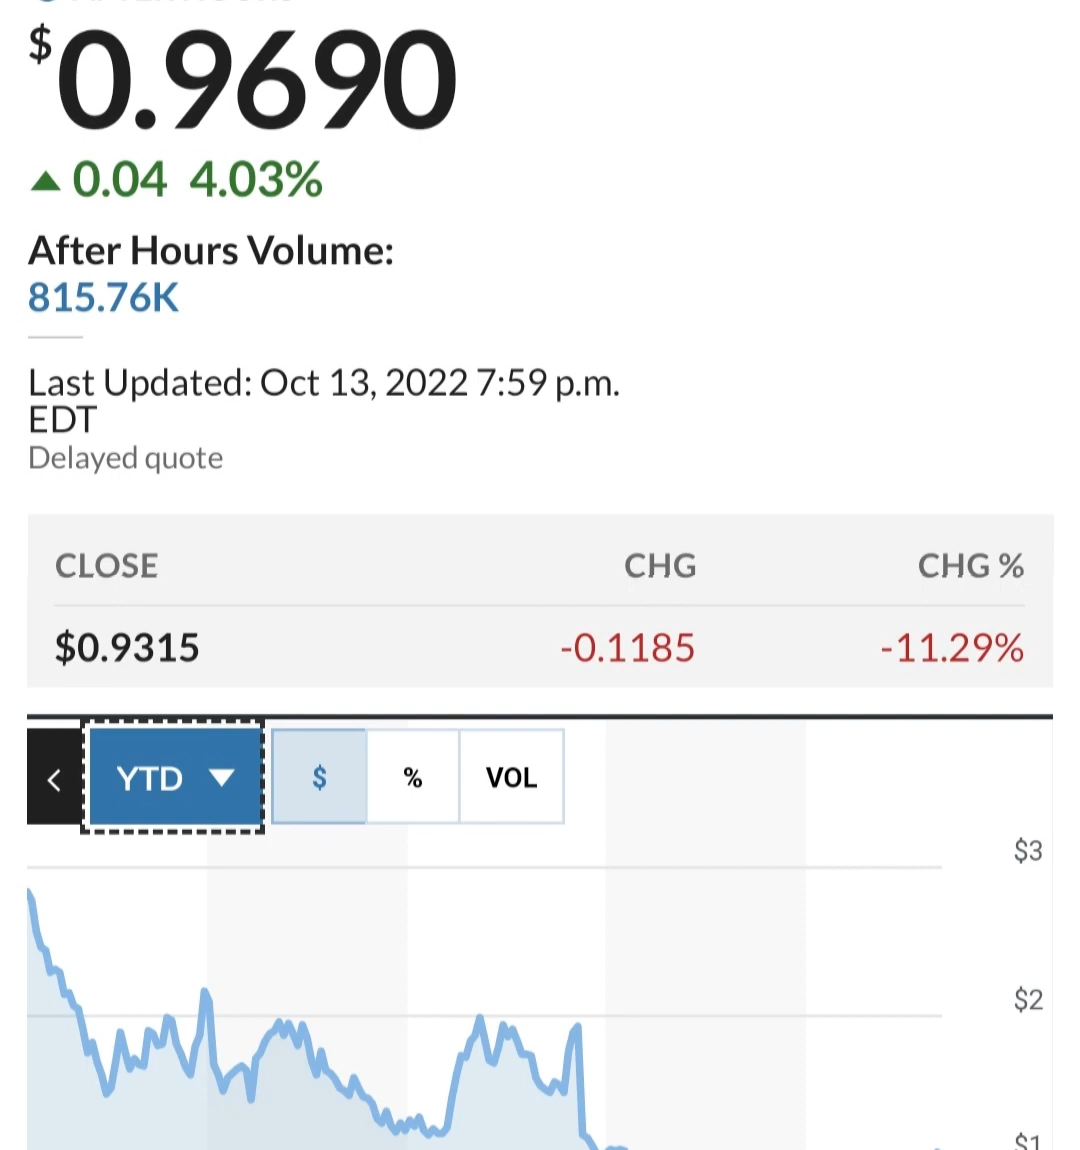 $0.9690
▲ 0.04 4.03%
After Hours Volume:
815.76K
Last Updated: Oct 13, 2022 7:59 p.m.
EDT
Delayed quote
CLOSE CHG CHG %
$0.9315 -0.1185 -11.29%
YTD ▼ $ % VOL
$3
$2
$1